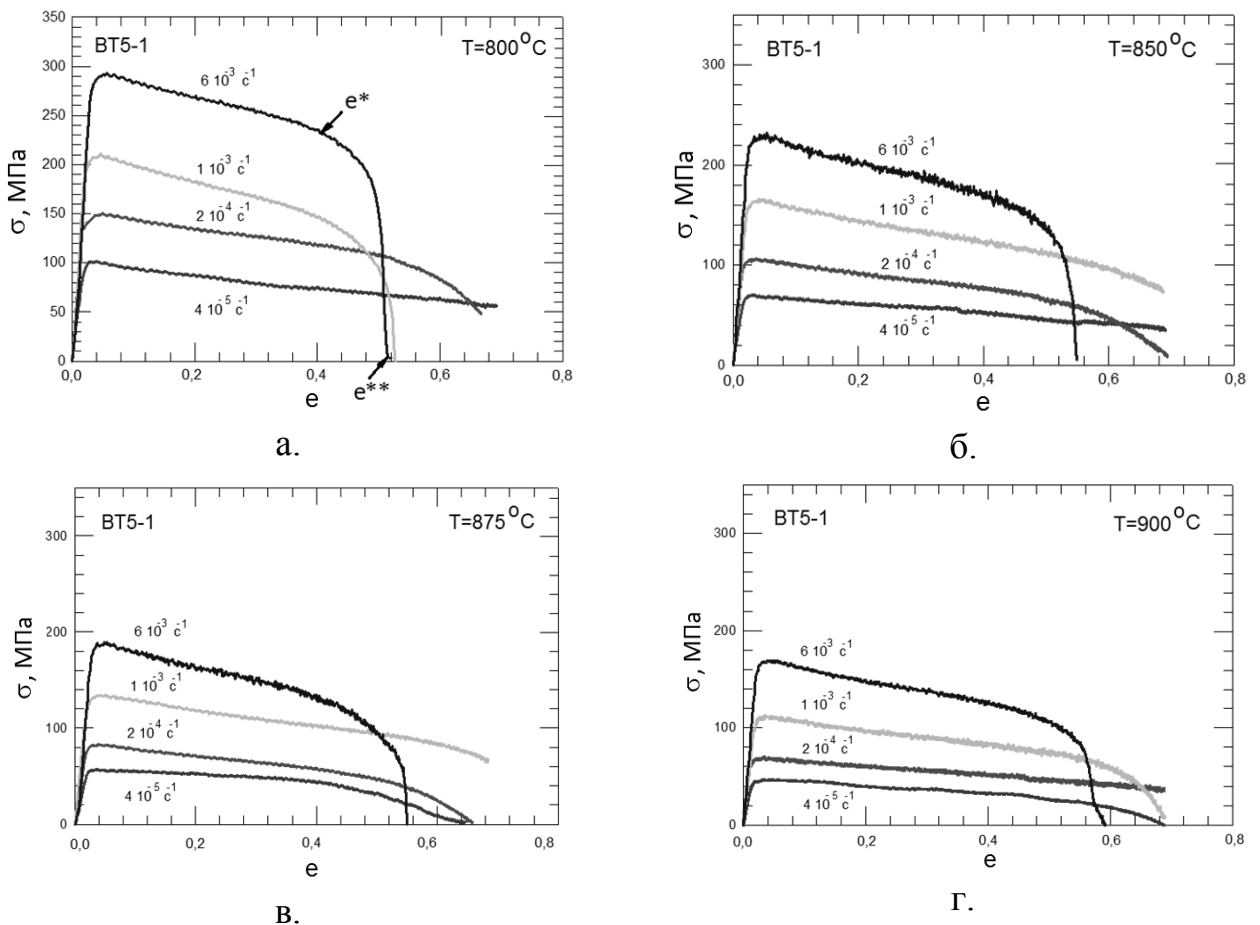 350
300
250
200
150
100
50
0
0,0 0,2 0,4 0,6 0,8
σ, МПа
e
BT5-1
T=800°C
6 10⁻³ c⁻¹
e*
1 10⁻³ c⁻¹
2 10⁻⁴ c⁻¹
4 10⁻⁵ c⁻¹
e**
а.
300
200
100
0
0,0 0,2 0,4 0,6 0,8
σ, МПа
e
BT5-1
T=850°C
6 10⁻³ c⁻¹
1 10⁻³ c⁻¹
2 10⁻⁴ c⁻¹
4 10⁻⁵ c⁻¹
б.
300
200
100
0
0,0 0,2 0,4 0,6 0,8
σ, МПа
e
BT5-1
T=875°C
6 10⁻³ c⁻¹
1 10⁻³ c⁻¹
2 10⁻⁴ c⁻¹
4 10⁻⁵ c⁻¹
в.
300
200
100
0
0,0 0,2 0,4 0,6 0,8
σ, МПа
e
BT5-1
T=900°C
6 10⁻³ c⁻¹
1 10⁻³ c⁻¹
2 10⁻⁴ c⁻¹
4 10⁻⁵ c⁻¹
г.